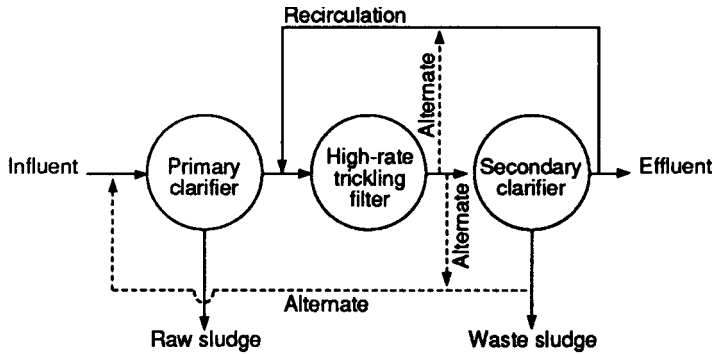 Recirculation
Alternate
Influent
Primary
clarifier
High-rate
trickling
filter
Secondary
clarifier
Effluent
Alternate
Alternate
Raw sludge
Waste sludge